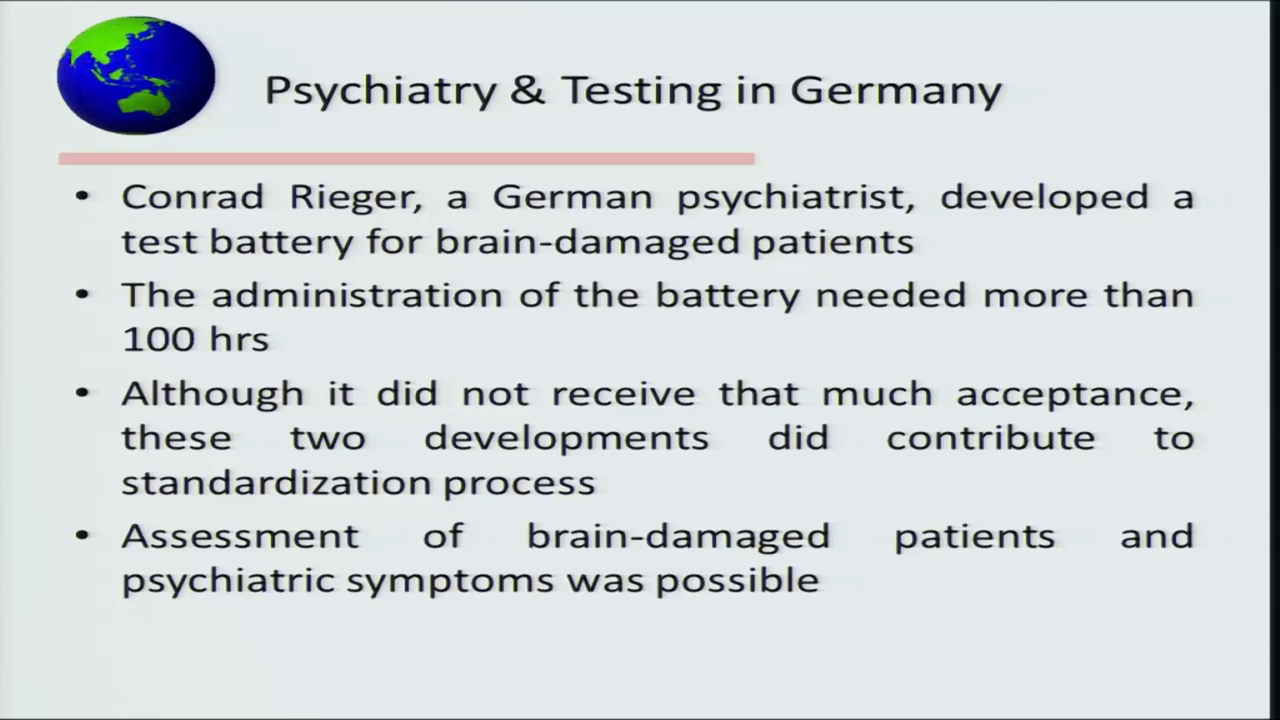 Psychiatry & Testing in Germany
• Conrad Rieger, a German psychiatrist, developed a
test battery for brain-damaged patients
• The administration of the battery needed more than
100 hrs
• Although it did not receive that much acceptance,
these two developments did contribute to
standardization process
• Assessment of brain-damaged patients and
psychiatric symptoms was possible